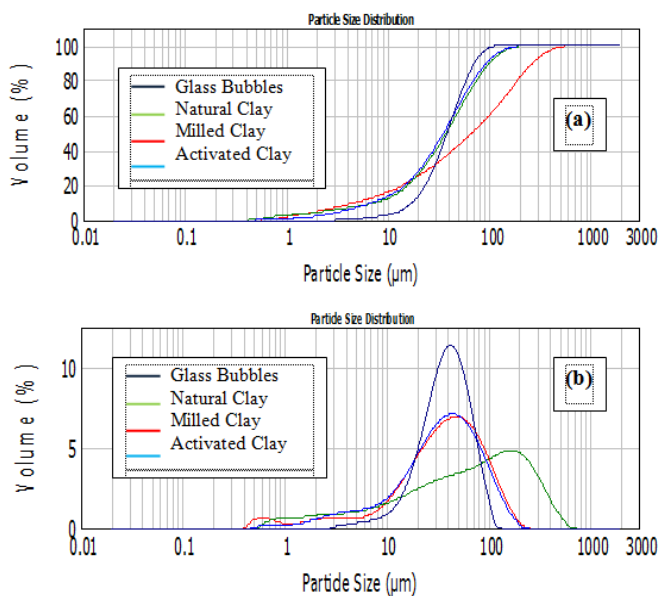 Particle Size Distribution
Volume (%)
100
80
60
40
20
0
Glass Bubbles
Natural Clay
Milled Clay
Activated Clay
(a)
0.01 0.1 1 10 100 1000 3000
Particle Size (µm)
Particle Size Distribution
Volume (%)
10
5
0
Glass Bubbles
Natural Clay
Milled Clay
Activated Clay
(b)
0.01 0.1 1 10 100 1000 3000
Particle Size (µm)